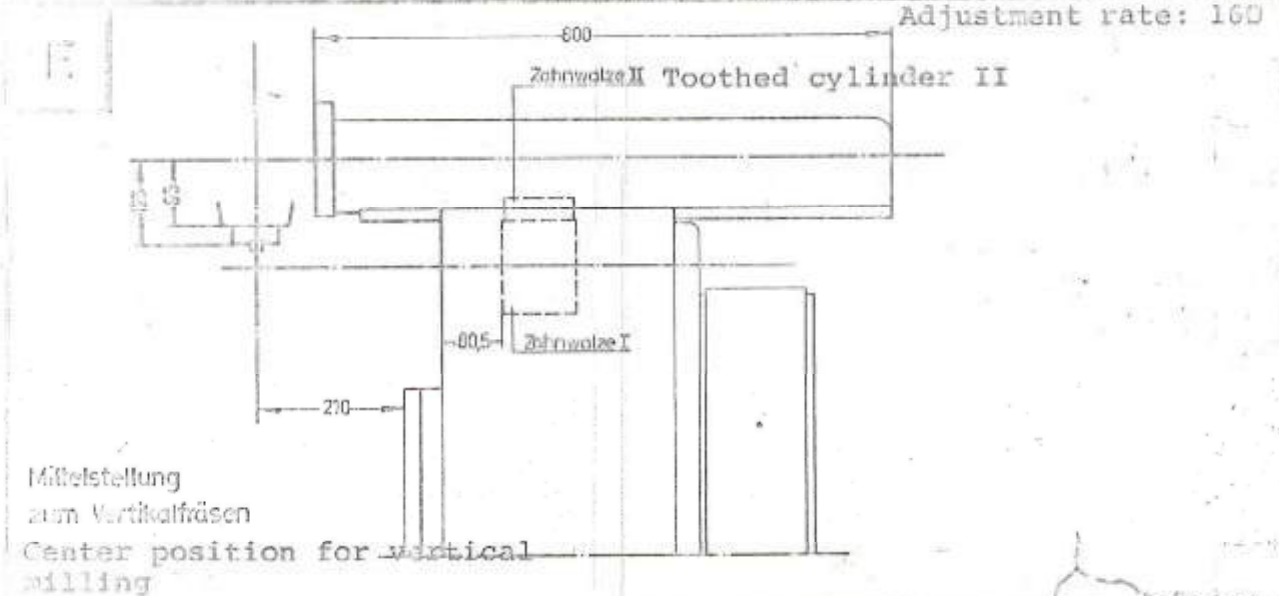 Adjustment rate: 160
600
Zahnwalze II Toothed cylinder II
80,5
Zahnwalze I
210
Mittelstellung
zum Vertikalfräsen
Center position for vertical
milling